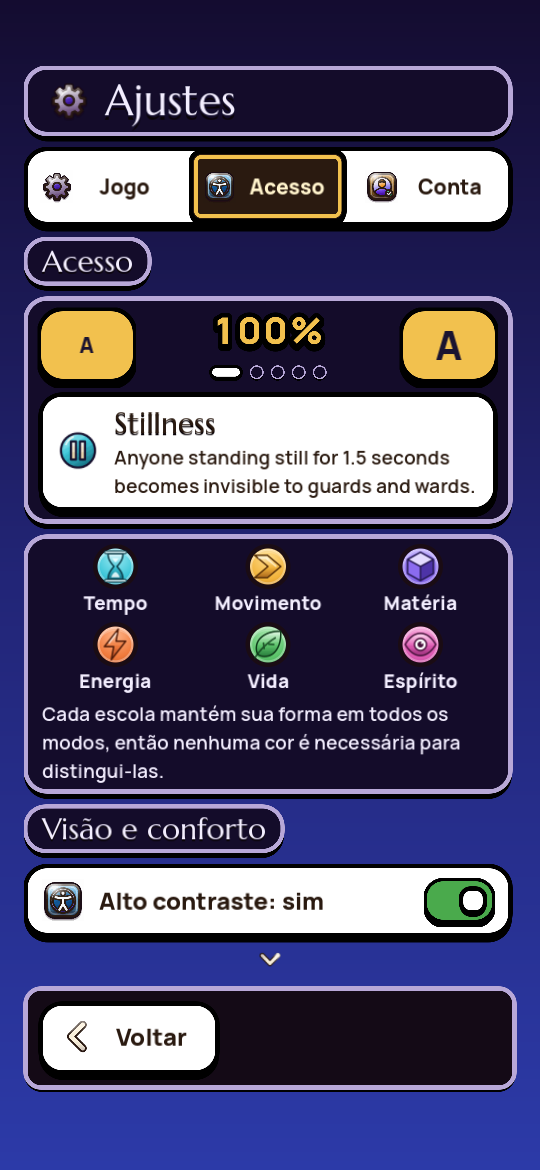 Ajustes
Jogo
Acesso
Conta
Acesso
A
100%
A
Stillness
Anyone standing still for 1.5 seconds
becomes invisible to guards and wards.
Tempo
Movimento
Matéria
Energia
Vida
Espírito
Cada escola mantém sua forma em todos os
modos, então nenhuma cor é necessária para
distingui-las.
Visão e conforto
Alto contraste: sim
Voltar